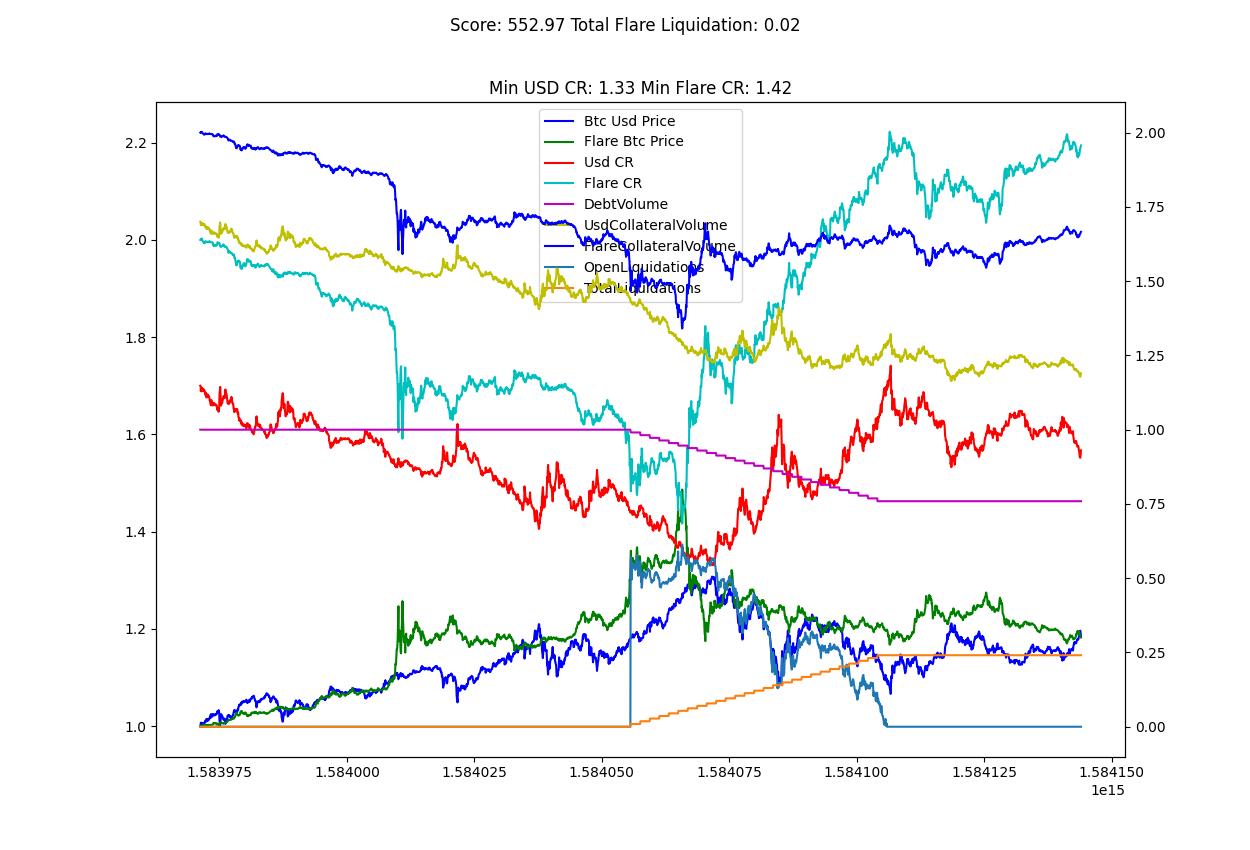 Score: 552.97 Total Flare Liquidation: 0.02
Min USD CR: 1.33 Min Flare CR: 1.42
Btc Usd Price
Flare Btc Price
Usd CR
Flare CR
DebtVolume
UsdCollateralVolume
FlareCollateralVolume
OpenLiquidations
TotalLiquidations
2.2
2.0
1.8
1.6
1.4
1.2
1.0
2.00
1.75
1.50
1.25
1.00
0.75
0.50
0.25
0.00
1.583975 1.584000 1.584025 1.584050 1.584075 1.584100 1.584125 1.584150
1e15